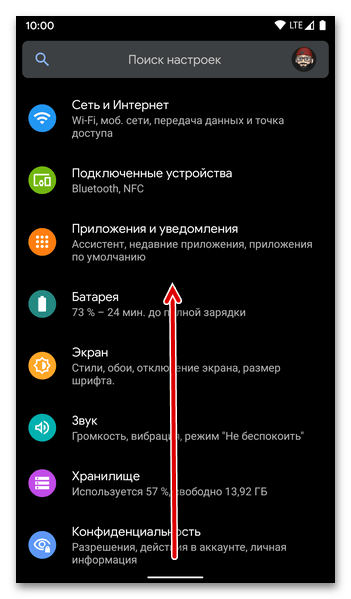 10:00
LTE
Поиск настроек
Сеть и Интернет
Wi-Fi, моб. сети, передача данных и точка
доступа
Подключенные устройства
Bluetooth, NFC
Приложения и уведомления
Ассистент, недавние приложения, приложения
по умолчанию
Батарея
73 % – 24 мин. до полной зарядки
Экран
Стили, обои, отключение экрана, размер
шрифта.
Звук
Громкость, вибрация, режим "Не беспокоить"
Хранилище
Используется 57 %, свободно 13,92 ГБ
Конфиденциальность
Разрешения, действия в аккаунте, личная
информация